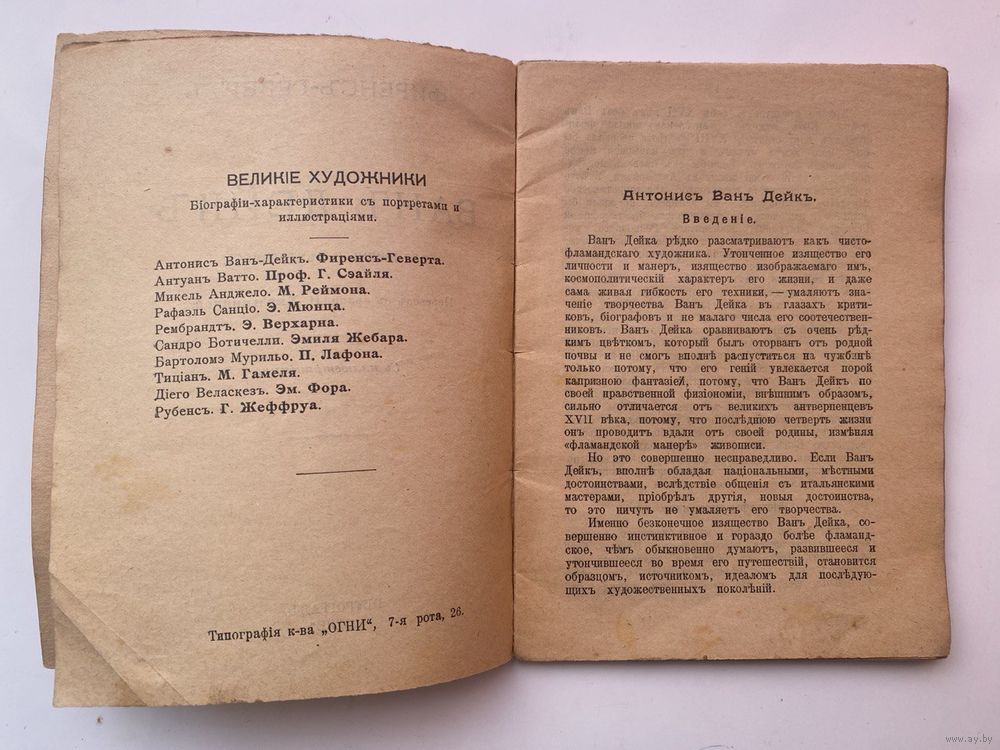 ВЕЛИКІЕ ХУДОЖНИКИ
Біографіи-характеристики съ портретами и
иллюстраціями.
Антонисъ Ванъ-Дейкъ. Фиренсъ-Геверта.
Антуанъ Ватто. Проф. Г. Сэайля.
Микель Анджело. М. Реймона.
Рафаэль Санціо. Э. Мюнца.
Рембрандтъ. Э. Верхарна.
Сандро Ботичелли. Эмиля Жебара.
Бартоломэ Мурильо. П. Лафона.
Тиціанъ. М. Гамеля.
Діего Веласкезъ. Эм. Фора.
Рубенсъ. Г. Жеффруа.
Типографія к-ва „ОГНИ“, 7-я рота, 26.
Антонисъ Ванъ Дейкъ.
Введеніе.
Ванъ Дейка рѣдко разсматриваютъ какъ чисто-
фламандскаго художника. Утонченное изящество его
личности и манеръ, изящество изображаемаго имъ,
космополитическій характеръ его жизни, и даже
сама живая гибкость его техники, — умаляютъ зна-
ченіе творчества Ванъ Дейка въ глазахъ крити-
ковъ, біографовъ и не малаго числа его соотечествен-
никовъ. Ванъ Дейка сравниваютъ съ очень рѣд-
кимъ цвѣткомъ, который былъ оторванъ отъ родной
почвы и не смогъ вполнѣ распуститься на чужбинѣ
только потому, что его геній увлекается порой
капризною фантазіей, потому, что Ванъ Дейкъ по
своей нравственной физіономіи, внѣшнимъ образомъ,
сильно отличается отъ великихъ антверпенцевъ
XVII вѣка, потому, что послѣднюю четверть жизни
онъ проводитъ вдали отъ своей родины, измѣняя
«фламандской манерѣ» живописи.
Но это совершенно несправедливо. Если Ванъ
Дейкъ, вполнѣ обладая національными, мѣстными
достоинствами, вслѣдствіе общенія съ итальянскими
мастерами, пріобрѣлъ другія, новыя достоинства,
то это ничуть не умаляетъ его творчества.
Именно безконечное изящество Ванъ Дейка, со-
вершенно инстинктивное и гораздо болѣе фламанд-
ское, чѣмъ обыкновенно думаютъ, развившееся и
утончившееся во время его путешествій, становится
образцомъ, источникомъ, идеаломъ для послѣдую-
щихъ художественныхъ поколѣній.
www.ay.by